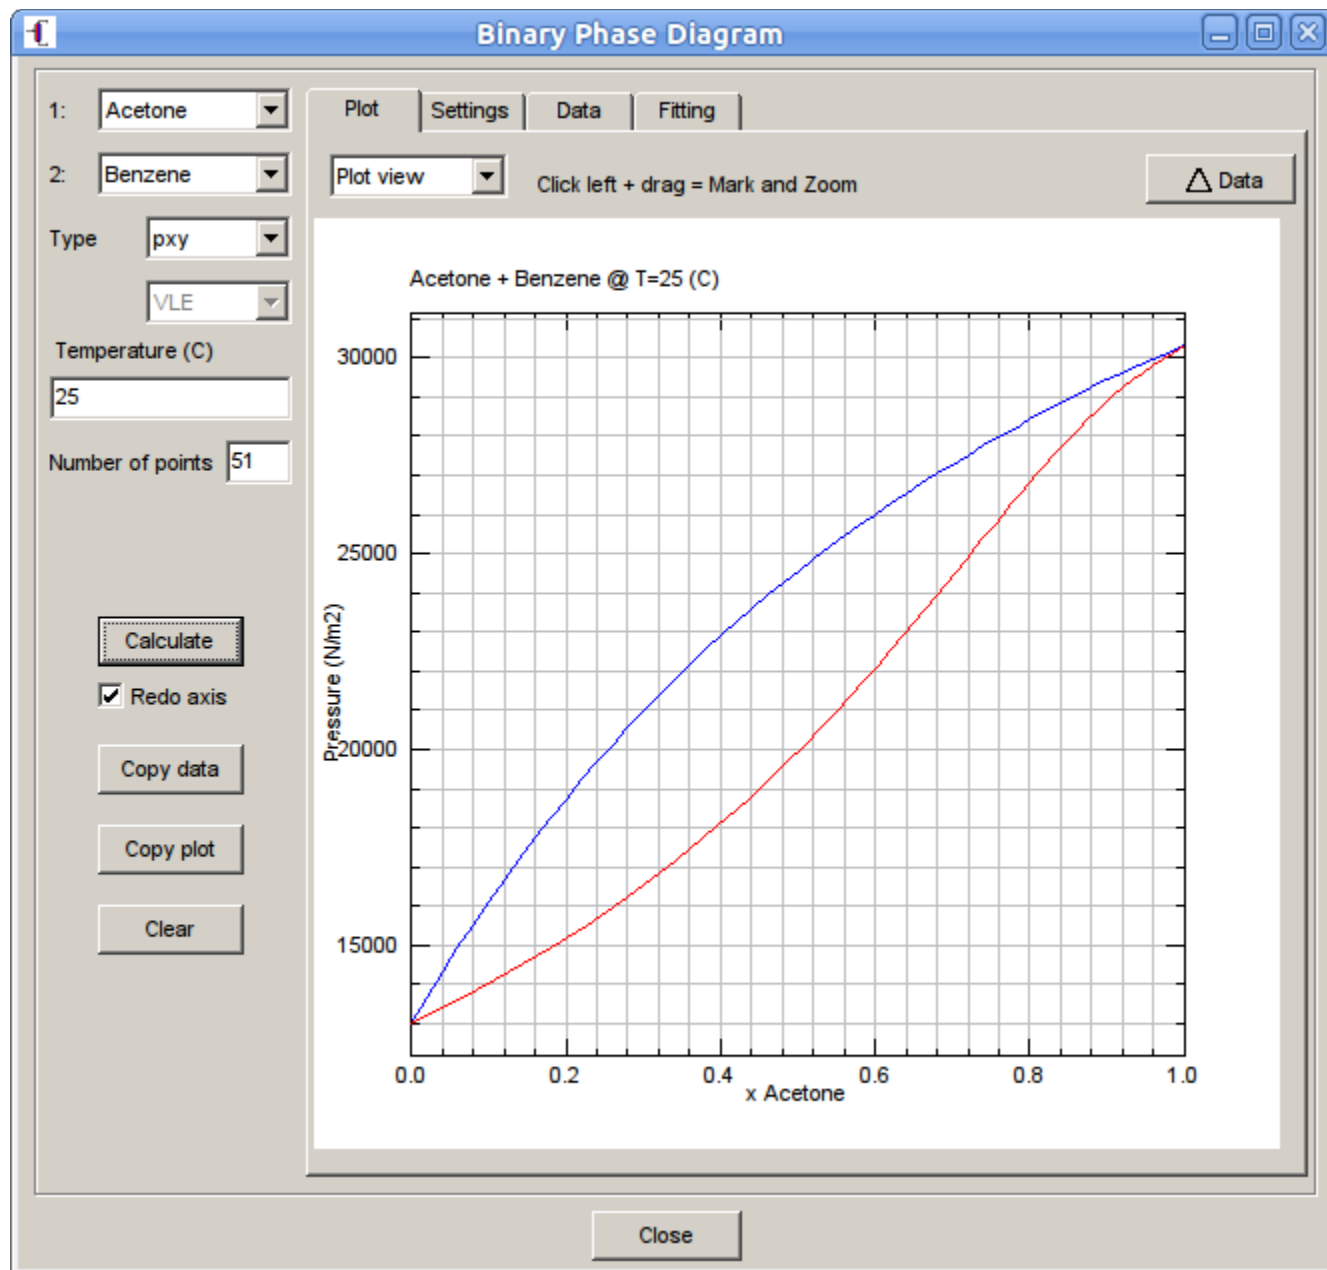 Binary Phase Diagram
1: Acetone
2: Benzene
Type pxy
VLE
Temperature (C)
25
Number of points 51
Calculate
Redo axis
Copy data
Copy plot
Clear
Plot Settings Data Fitting
Plot view Click left + drag = Mark and Zoom Data
Acetone + Benzene @ T=25 (C)
30000
25000
20000
15000
Pressure (N/m2)
0.0 0.2 0.4 0.6 0.8 1.0
x Acetone
Close